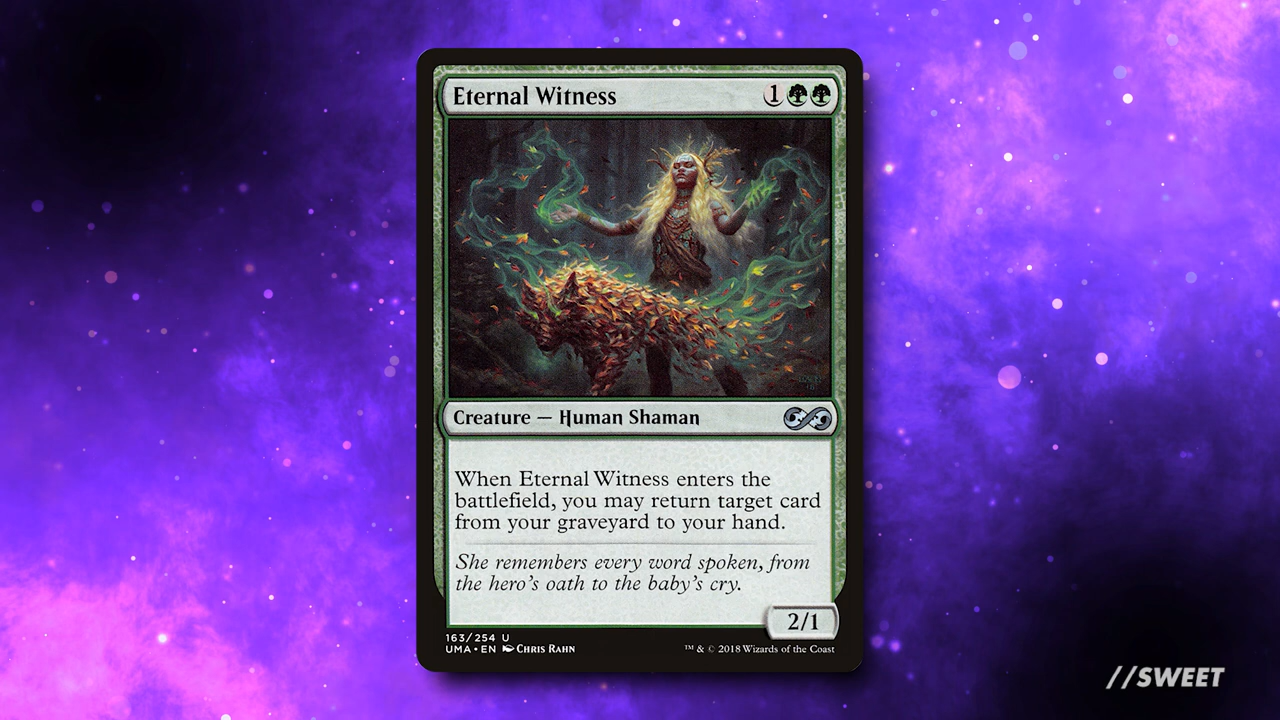 Eternal Witness 1
Creature — Human Shaman
When Eternal Witness enters the
battlefield, you may return target card
from your graveyard to your hand.
She remembers every word spoken, from
the hero's oath to the baby's cry.
2/1
163/254 U
UMA • EN Chris Rahn
™ & © 2018 Wizards of the Coast
//SWEET